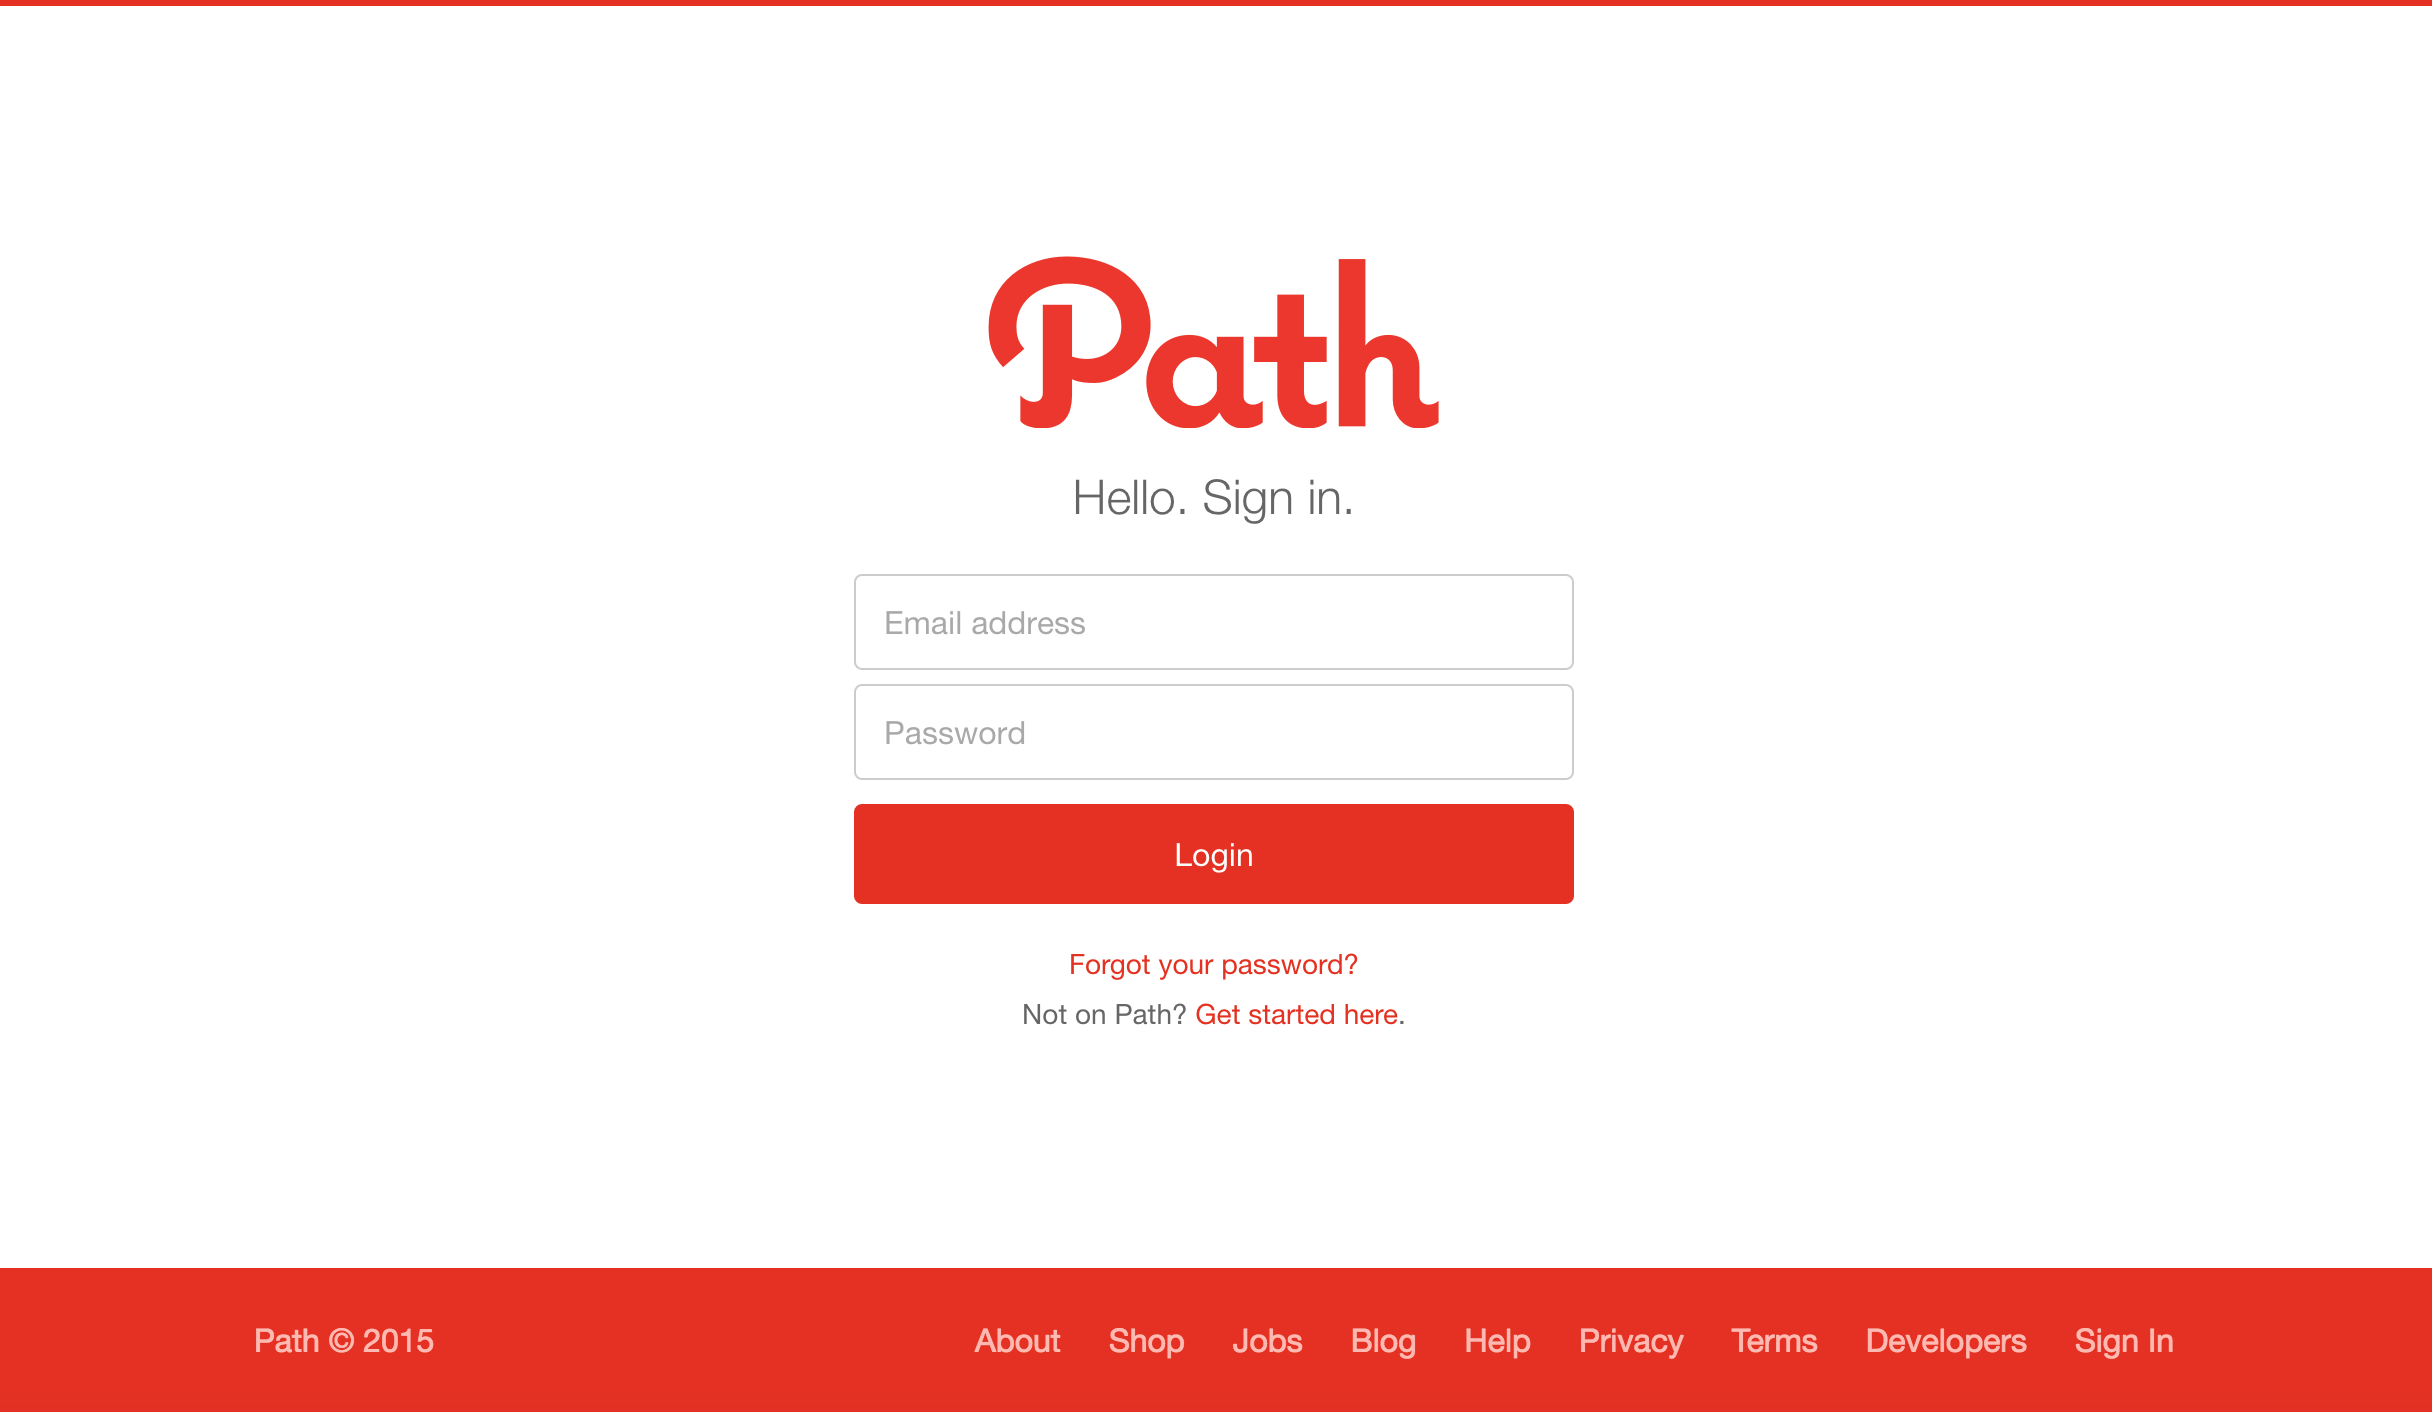 Path
Hello. Sign in.
Email address
Password
Login
Forgot your password?
Not on Path? Get started here.
Path © 2015
About Shop Jobs Blog Help Privacy Terms Developers Sign In